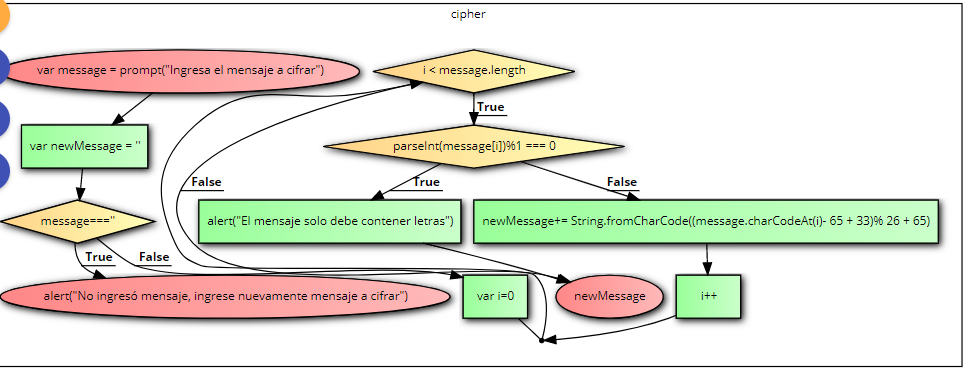 cipher
var message = prompt("Ingresa el mensaje a cifrar")
i < message.length
True
var newMessage = ''
parseInt(message[i])%1 === 0
False
True
False
message===''
alert("El mensaje solo debe contener letras")
newMessage+= String.fromCharCode((message.charCodeAt(i)- 65 + 33)% 26 + 65)
True
False
alert("No ingresó mensaje, ingrese nuevamente mensaje a cifrar")
var i=0
newMessage
i++